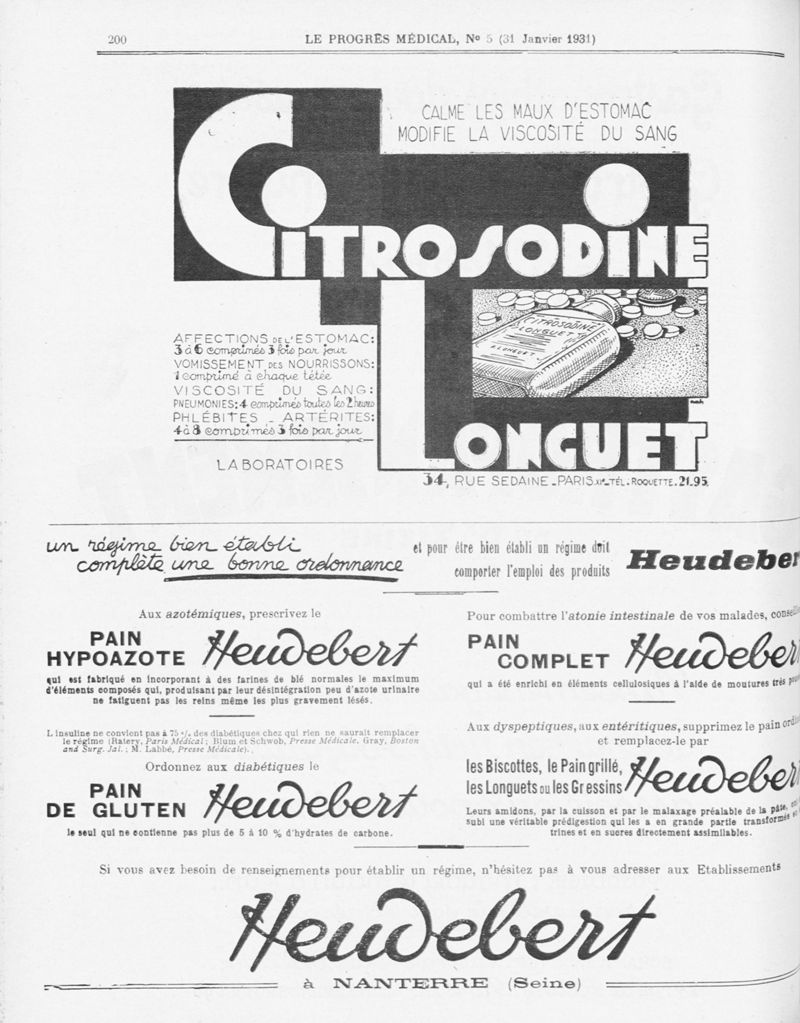 200
LE PROGRÈS MÉDICAL, No 5 (31 Janvier 1931)
CALME LES MAUX D'ESTOMAC
MODIFIE LA VISCOSITÉ DU SANG
CITROSODINE
CITROSODINE
LONGUET
LONGUET
AFFECTIONS DE L'ESTOMAC:
3 à 6 comprimés 3 fois par jour
VOMISSEMENT DES NOURRISSONS:
1 comprimé à chaque tétée
VISCOSITÉ DU SANG:
PNEUMONIES: 4 comprimés toutes les 2 heures
PHLÉBITES - ARTÉRITES:
4 à 8 comprimés 3 fois par jour
LABORATOIRES
LONGUET
34, RUE SEDAINE - PARIS.XIe - TÉL. ROQUETTE. 21-95
un régime bien établi
complète une bonne ordonnance
et pour être bien établi un régime doit
comporter l'emploi des produits
Heudeber
Aux azotémiques, prescrivez le
PAIN
HYPOAZOTE Heudebert
qui est fabriqué en incorporant à des farines de blé normales le maximum
d'éléments composés qui, produisant par leur désintégration peu d'azote urinaire
ne fatiguent pas les reins même les plus gravement lésés.
L insuline ne convient pas à 75 % des diabétiques chez qui rien ne saurait remplacer
le régime (Ratery, Paris Médical ; Blum et Schwob, Presse Médicale. Gray, Boston
and Surg. Jal. ; M. Labbé, Presse Médicale).
Ordonnez aux diabétiques le
PAIN
DE GLUTEN Heudebert
le seul qui ne contienne pas plus de 5 à 10 % d'hydrates de carbone.
Pour combattre l'atonie intestinale de vos malades, conseille
PAIN
COMPLET Heudebert
qui a été enrichi en éléments cellulosiques à l'aide de moutures très
Aux dyspeptiques, aux entéritiques, supprimez le pain
et remplacez-le par
les Biscottes, le Pain grillé,
les Longuets ou les Gressins Heudebert
Leurs amidons, par la cuisson et par le malaxage préalable de la pâte,
subi une véritable prédigestion qui les a en grande partie transformés
trines et en sucres directement assimilables.
Si vous avez besoin de renseignements pour établir un régime, n'hésitez pas à vous adresser aux Etablissements
Heudebert
à NANTERRE (Seine)